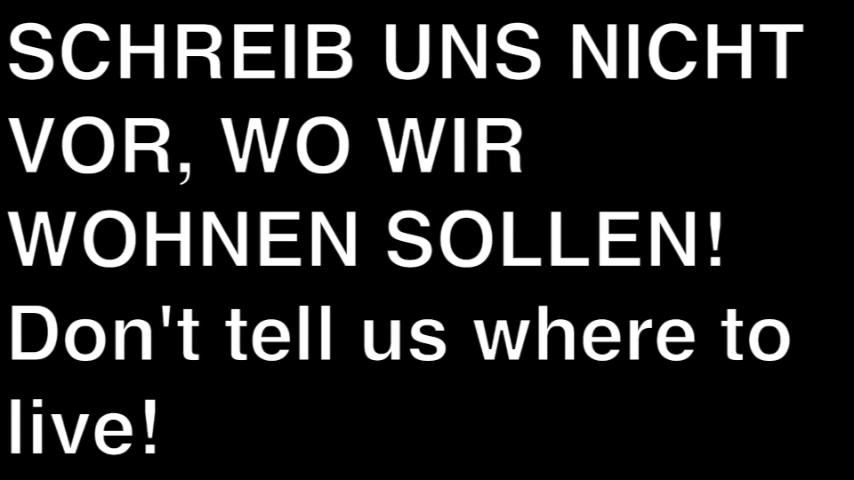 SCHREIB UNS NICHT
VOR, WO WIR
WOHNEN SOLLEN!
Don't tell us where to
live!